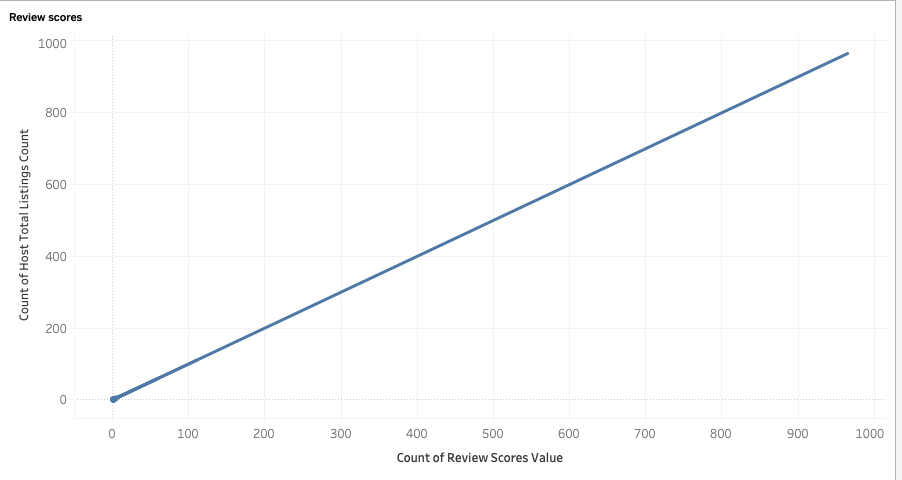 Review scores
1000
800
600
400
200
0
Count of Host Total Listings Count
0 100 200 300 400 500 600 700 800 900 1000
Count of Review Scores Value